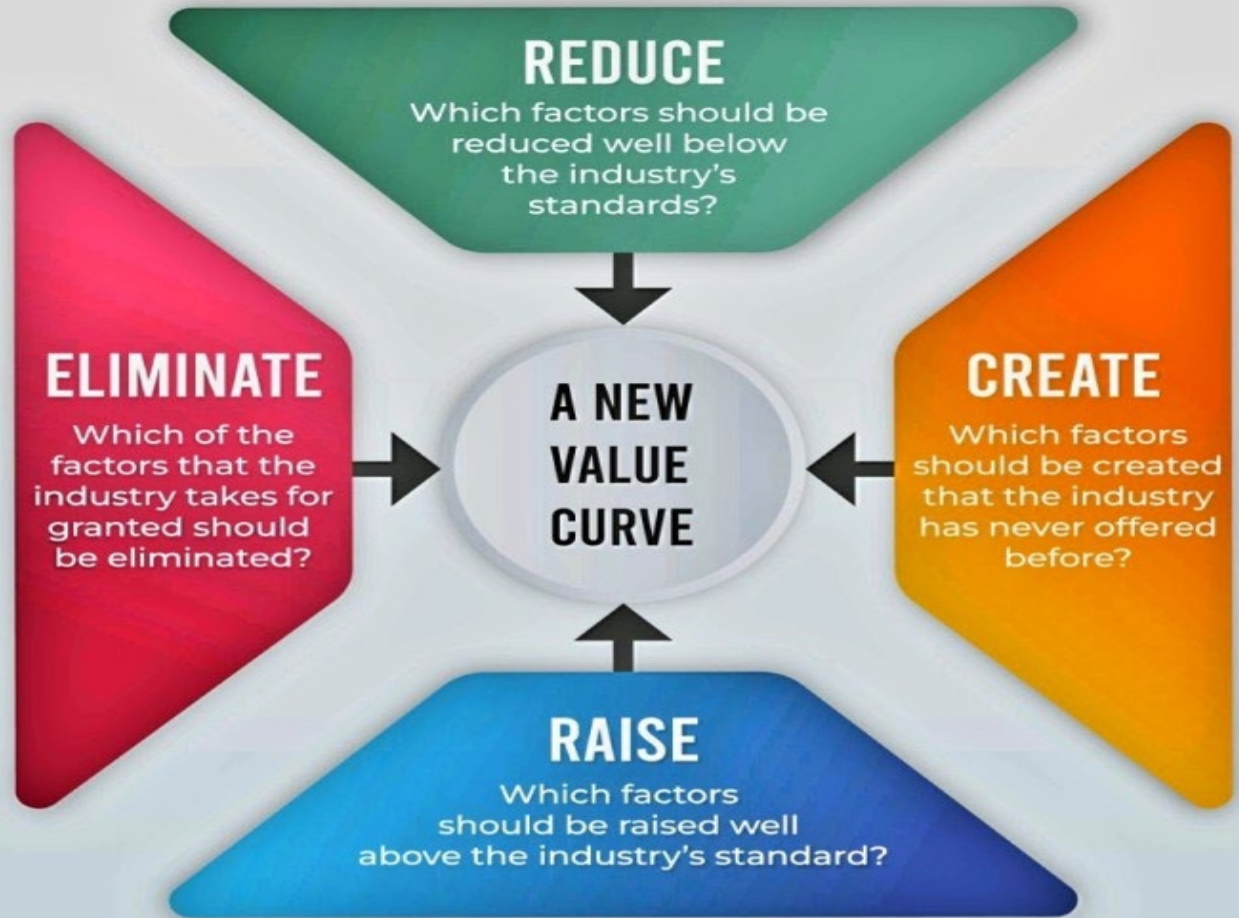 REDUCE
Which factors should be
reduced well below
the industry's
standards?
ELIMINATE
Which of the
factors that the
industry takes for
granted should
be eliminated?
A NEW
VALUE
CURVE
CREATE
Which factors
should be created
that the industry
has never offered
before?
RAISE
Which factors
should be raised well
above the industry's standard?